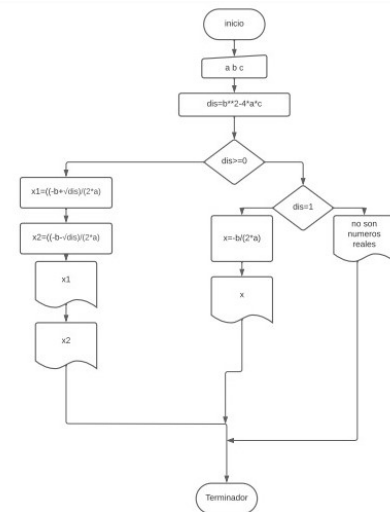 inicio
a b c
dis=b**2-4*a*c
dis>=0
x1=((-b+√dis)/(2*a)
dis=1
x2=((-b-√dis)/(2*a)
x=-b/(2*a)
no son
numeros
reales
x1
x
x2
Terminador